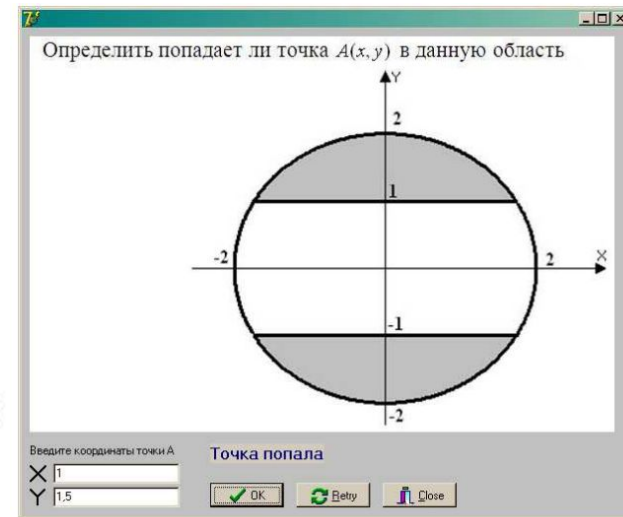 Определить попадает ли точка A(x, y) в данную область
Y
2
1
-2
2
X
-1
-2
Введите координаты точки А
Точка попала
X 1
Y 1,5
OK
Retry
Close